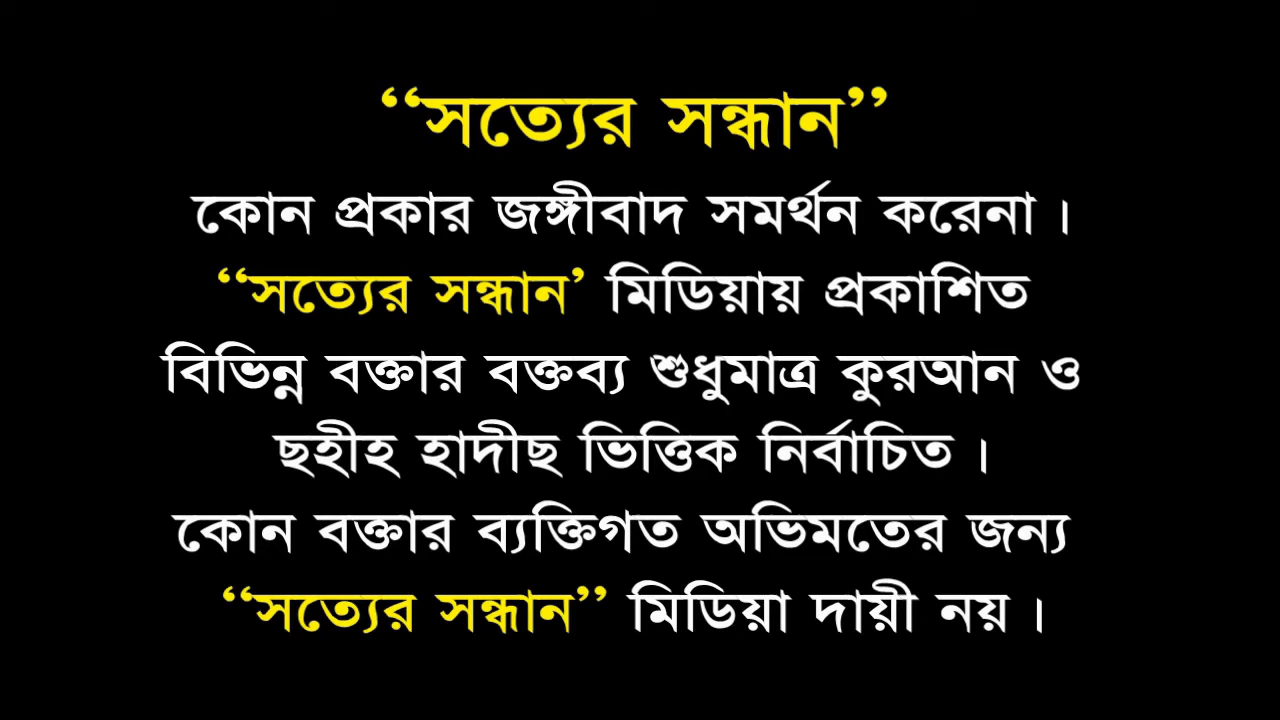 “সত্যের সন্ধান”
কোন প্রকার জঙ্গীবাদ সমর্থন করেনা।
“সত্যের সন্ধান’ মিডিয়ায় প্রকাশিত
বিভিন্ন বক্তার বক্তব্য শুধুমাত্র কুরআন ও
ছহীহ হাদীছ ভিত্তিক নির্বাচিত।
কোন বক্তার ব্যক্তিগত অভিমতের জন্য
“সত্যের সন্ধান” মিডিয়া দায়ী নয়।